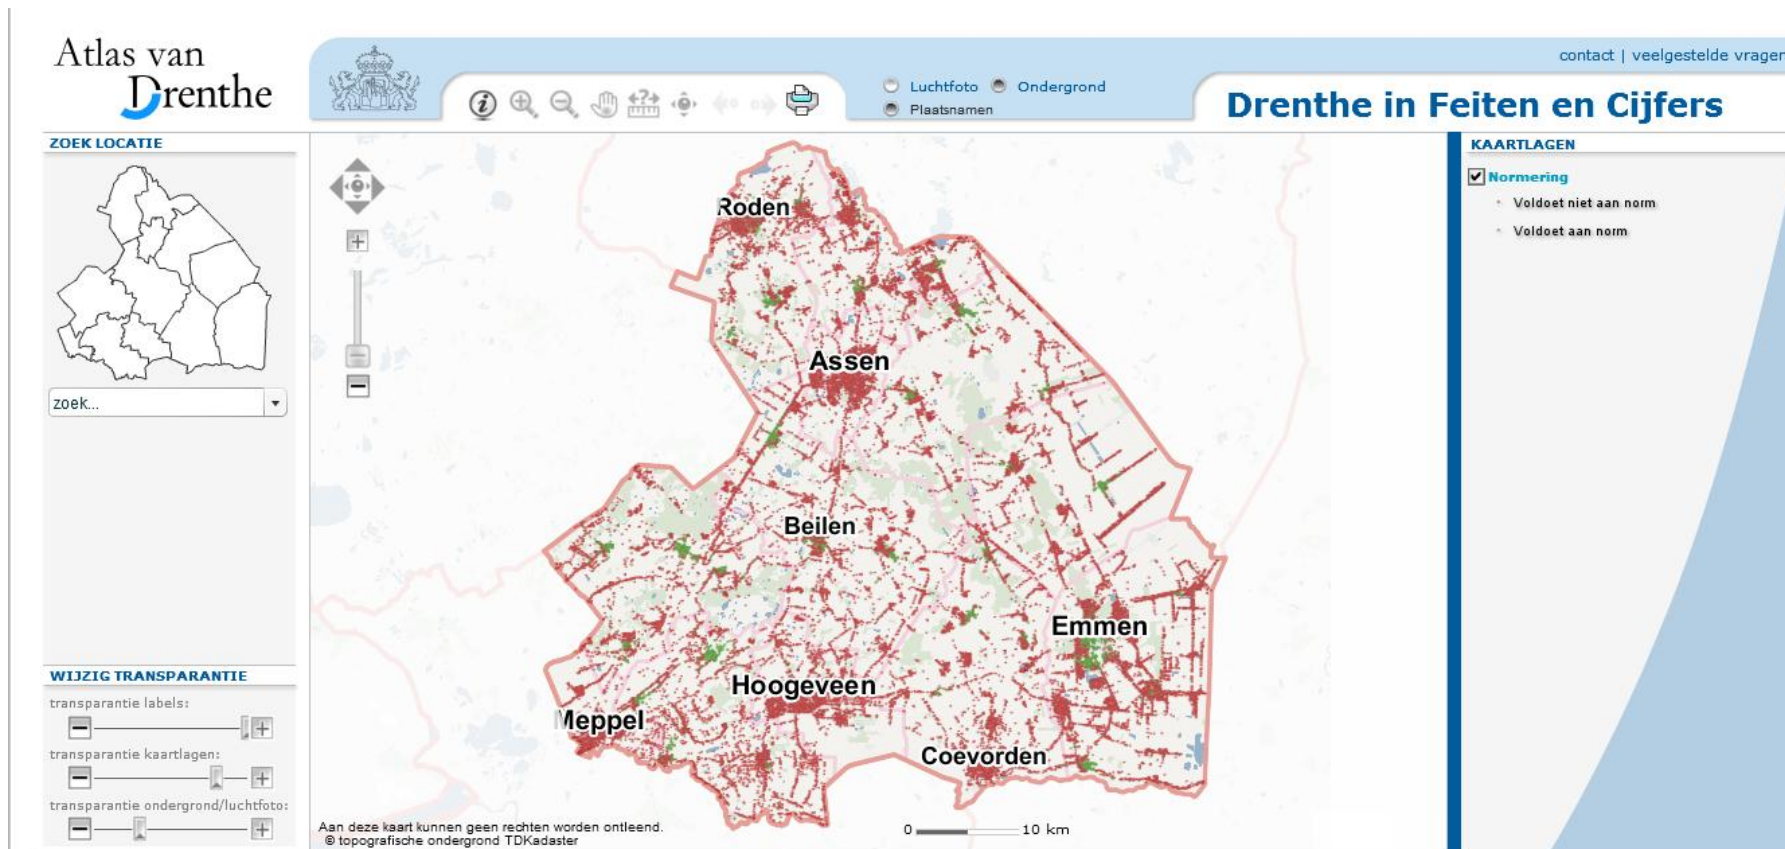 Atlas van
Drenthe
Luchtfoto Ondergrond
Plaatsnamen
contact | veelgestelde vragen
Drenthe in Feiten en Cijfers
ZOEK LOCATIE
zoek...
WIJZIG TRANSPARANTIE
transparantie labels:
transparantie kaartlagen:
transparantie ondergrond/luchtfoto:
Roden
Assen
Beilen
Emmen
Hoogeveen
Meppel
Coevorden
Aan deze kaart kunnen geen rechten worden ontleend.
© topografische ondergrond TDKadaster
0 10 km
KAARTLAGEN
Normering
Voldoet niet aan norm
Voldoet aan norm